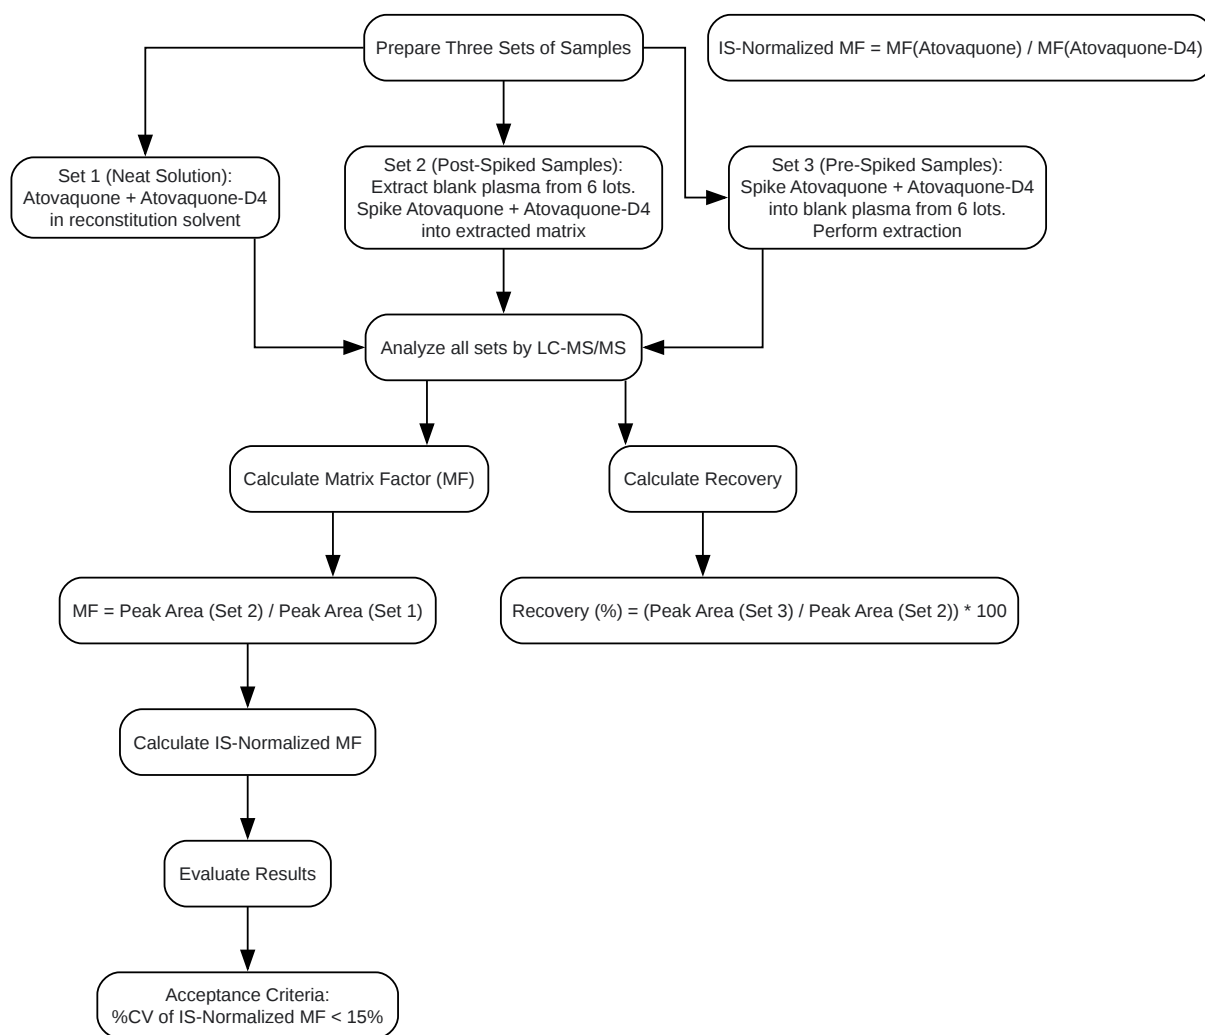 Prepare Three Sets of Samples
IS-Normalized MF = MF(Atovaquone) / MF(Atovaquone-D4)
Set 1 (Neat Solution):
Atovaquone + Atovaquone-D4
in reconstitution solvent
Set 2 (Post-Spiked Samples):
Extract blank plasma from 6 lots.
Spike Atovaquone + Atovaquone-D4
into extracted matrix
Set 3 (Pre-Spiked Samples):
Spike Atovaquone + Atovaquone-D4
into blank plasma from 6 lots.
Perform extraction
Analyze all sets by LC-MS/MS
Calculate Matrix Factor (MF)
Calculate Recovery
MF = Peak Area (Set 2) / Peak Area (Set 1)
Recovery (%) = (Peak Area (Set 3) / Peak Area (Set 2)) * 100
Calculate IS-Normalized MF
Evaluate Results
Acceptance Criteria:
%CV of IS-Normalized MF < 15%